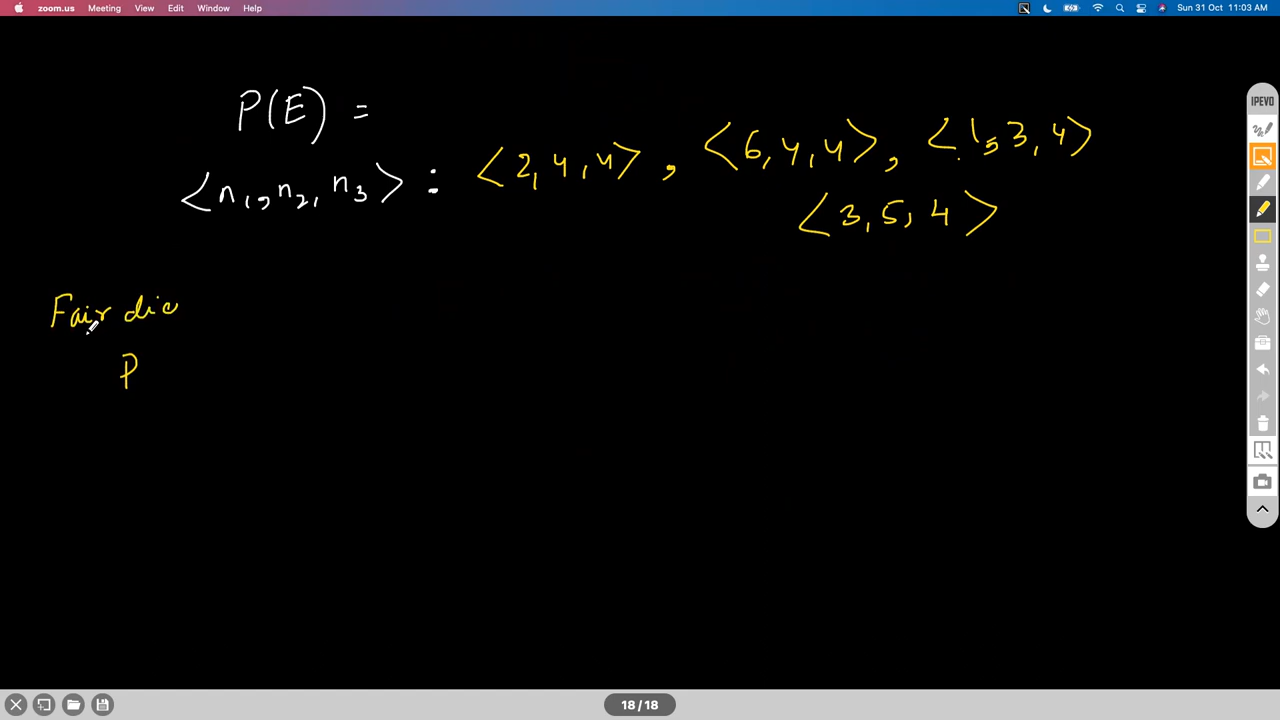 zoom.us Meeting View Edit Window Help Sun 31 Oct 11:03 AM
P(E) =
<n1, n2, n3> : <2, 4, 4>, <6, 4, 4>, <1, 3, 4>
<3, 5, 4>
Fair die
P
IPEVO
18/18